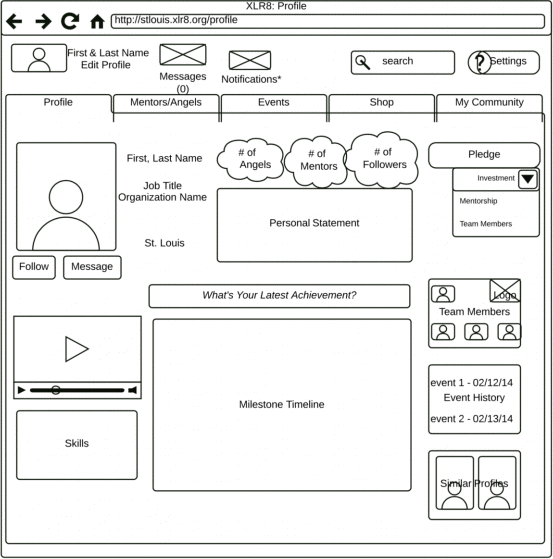 XLR8: Profile
http://stlouis.xlr8.org/profile
First & Last Name
Edit Profile
Messages
(0)
Notifications*
search
?
Settings
Profile
Mentors/Angels
Events
Shop
My Community
First, Last Name
# of
Angels
# of
Mentors
# of
Followers
Pledge
Job Title
Organization Name
Investment
Mentorship
Team Members
Personal Statement
St. Louis
Follow
Message
What's Your Latest Achievement?
Logo
Team Members
event 1 - 02/12/14
Event History
event 2 - 02/13/14
Milestone Timeline
Skills
Similar Profiles